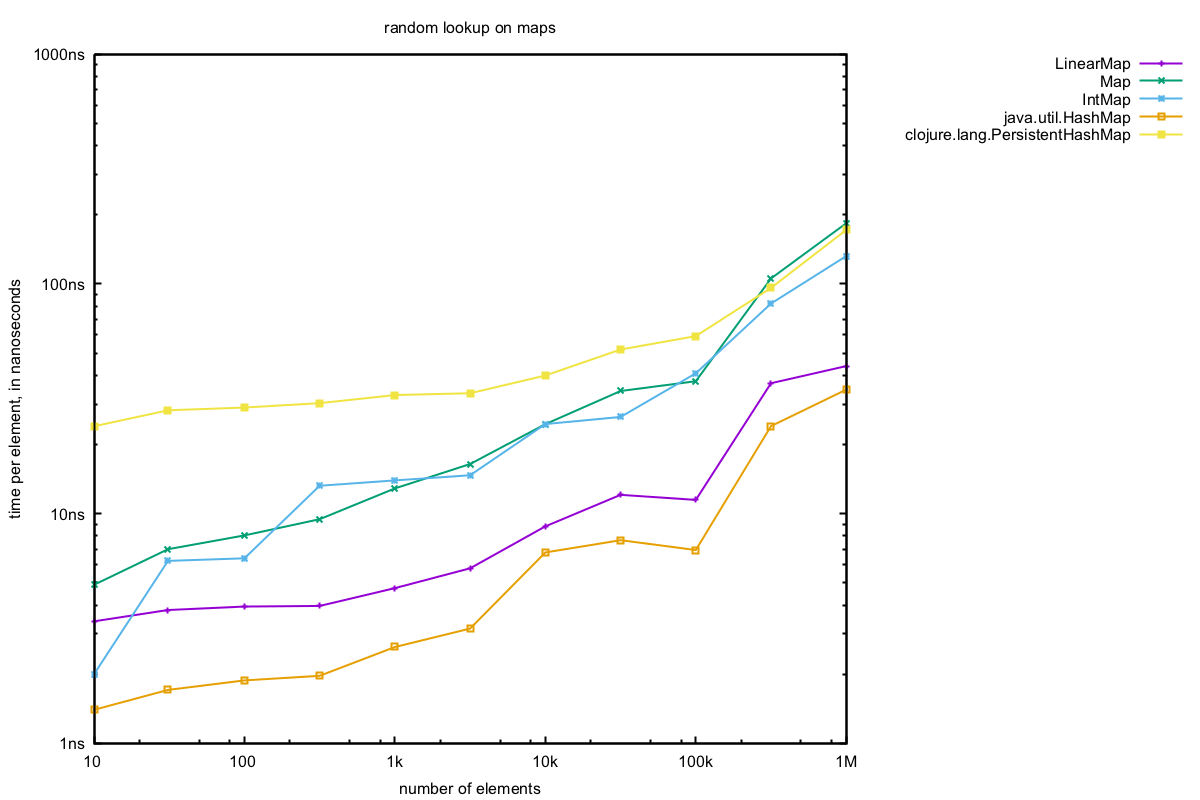 random lookup on maps
1000ns
100ns
10ns
1ns
time per element, in nanoseconds
10
100
1k
10k
100k
1M
number of elements
LinearMap
Map
IntMap
java.util.HashMap
clojure.lang.PersistentHashMap